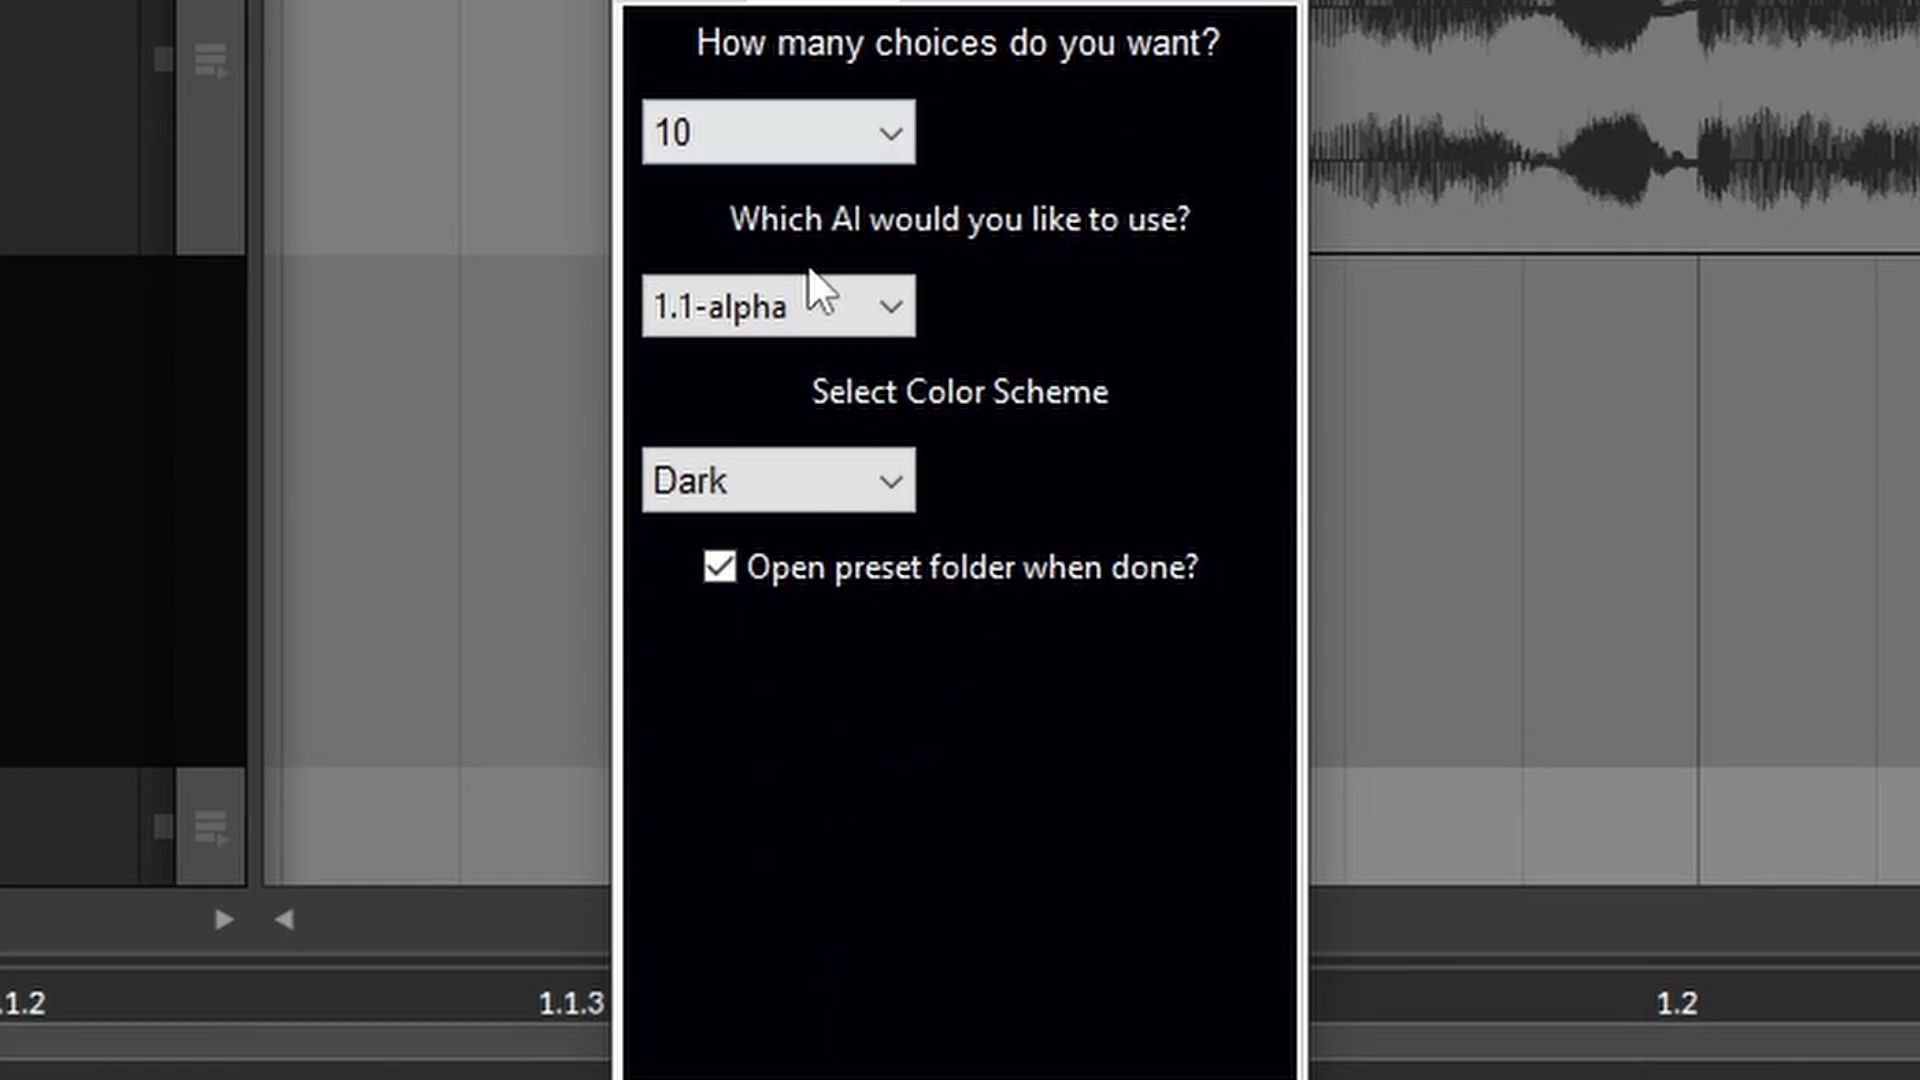 How many choices do you want?
10
Which AI would you like to use?
1.1-alpha
Select Color Scheme
Dark
Open preset folder when done?
.1.2
1.1.3
1.2